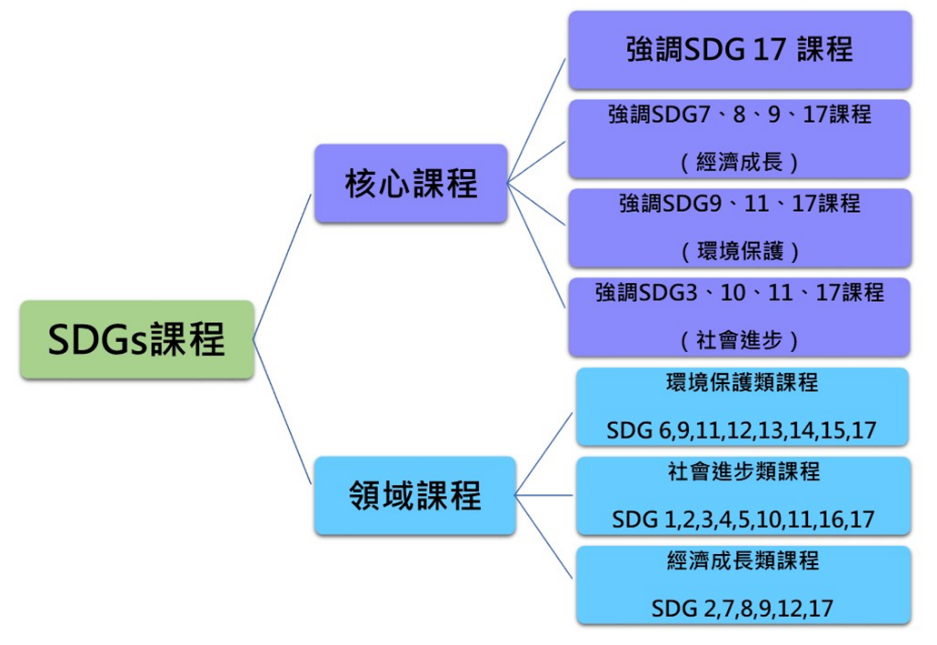 SDGs課程
核心課程
強調SDG 17 課程
強調SDG7、8、9、17課程
(經濟成長)
強調SDG9、11、17課程
(環境保護)
強調SDG3、10、11、17課程
(社會進步)
領域課程
環境保護類課程
SDG 6,9,11,12,13,14,15,17
社會進步類課程
SDG 1,2,3,4,5,10,11,16,17
經濟成長類課程
SDG 2,7,8,9,12,17